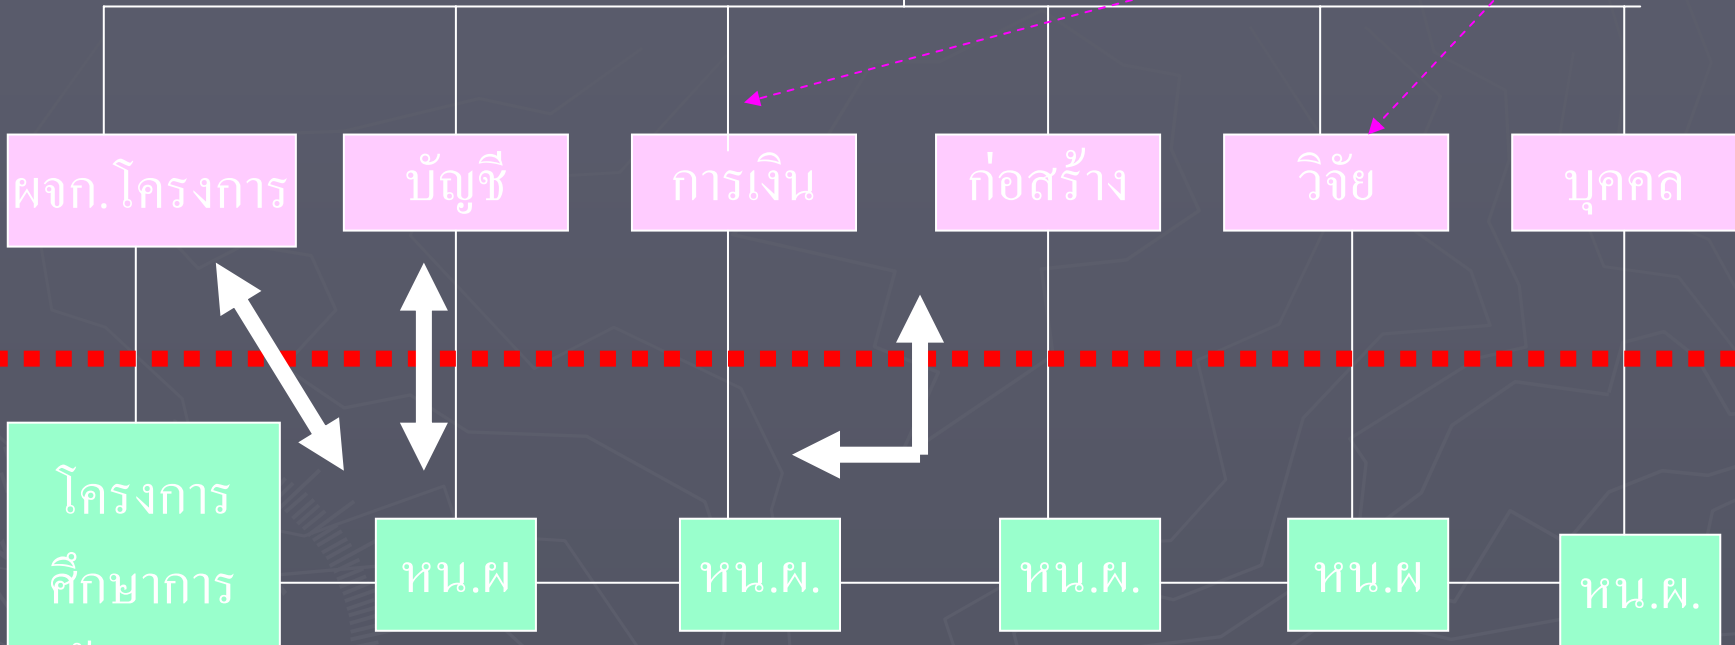 ผจก.โครงการ
บัญชี
การเงิน
ก่อสร้าง
วิจัย
บุคคล
โครงการ
ศึกษาการ
หน.ผ
หน.ผ.
หน.ผ.
หน.ผ
หน.ผ.